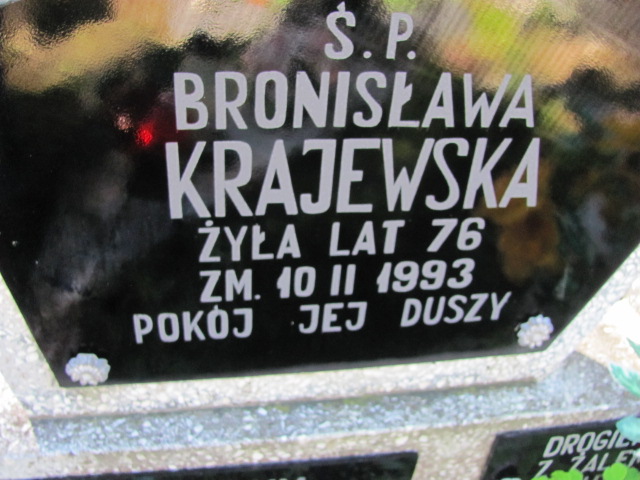 Ś.P.
BRONISŁAWA
KRAJEWSKA
ŻYŁA LAT 76
ZM. 10 II 1993
POKÓJ JEJ DUSZY
Z